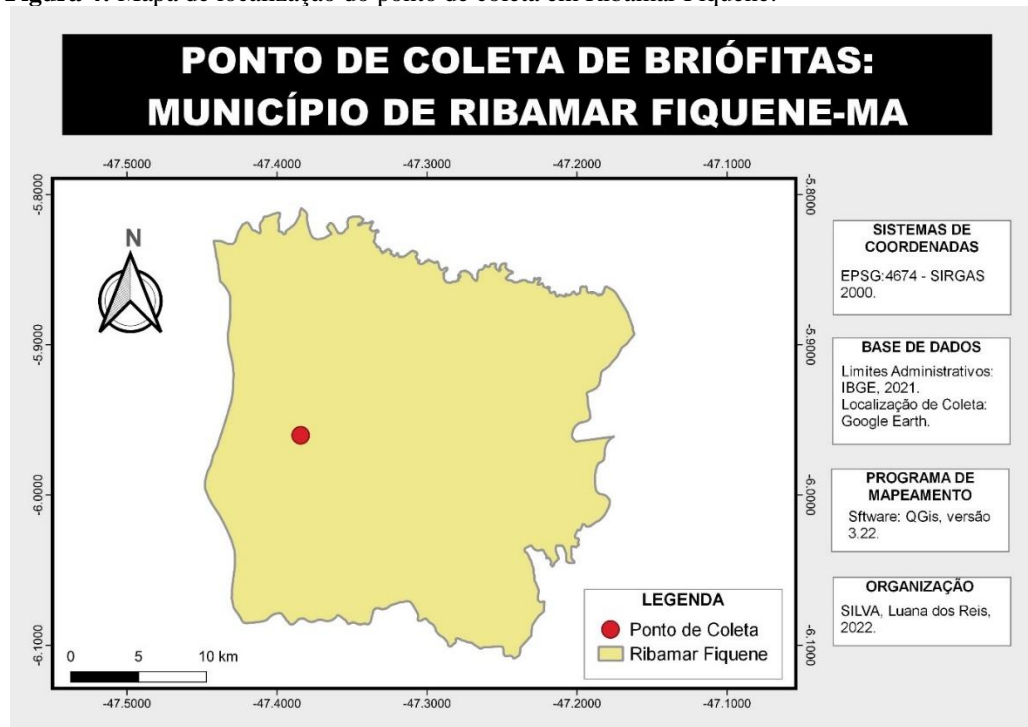 Figura 4. Mapa de localização do ponto de coleta em Ribamar Fiquene.
PONTO DE COLETA DE BRIÓFITAS:
MUNICÍPIO DE RIBAMAR FIQUENE-MA
-47.5000 -47.4000 -47.3000 -47.2000 -47.1000
-5.8000 -5.8000
N
-5.9000 -5.9000
-6.0000 -6.0000
-6.1000 -6.1000
0 5 10 km
LEGENDA
Ponto de Coleta
Ribamar Fiquene
-47.5000 -47.4000 -47.3000 -47.2000 -47.1000
SISTEMAS DE
COORDENADAS
EPSG:4674 - SIRGAS
2000.
BASE DE DADOS
Limites Administrativos:
IBGE, 2021.
Localização de Coleta:
Google Earth.
PROGRAMA DE
MAPEAMENTO
Sftware: QGis, versão
3.22.
ORGANIZAÇÃO
SILVA, Luana dos Reis,
2022.